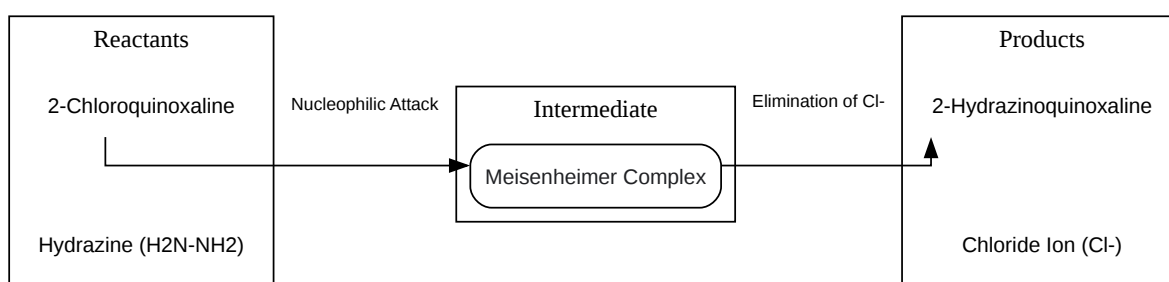 Reactants
2-Chloroquinoxaline
Hydrazine (H2N-NH2)
Nucleophilic Attack
Intermediate
Meisenheimer Complex
Elimination of Cl-
Products
2-Hydrazinoquinoxaline
Chloride Ion (Cl-)